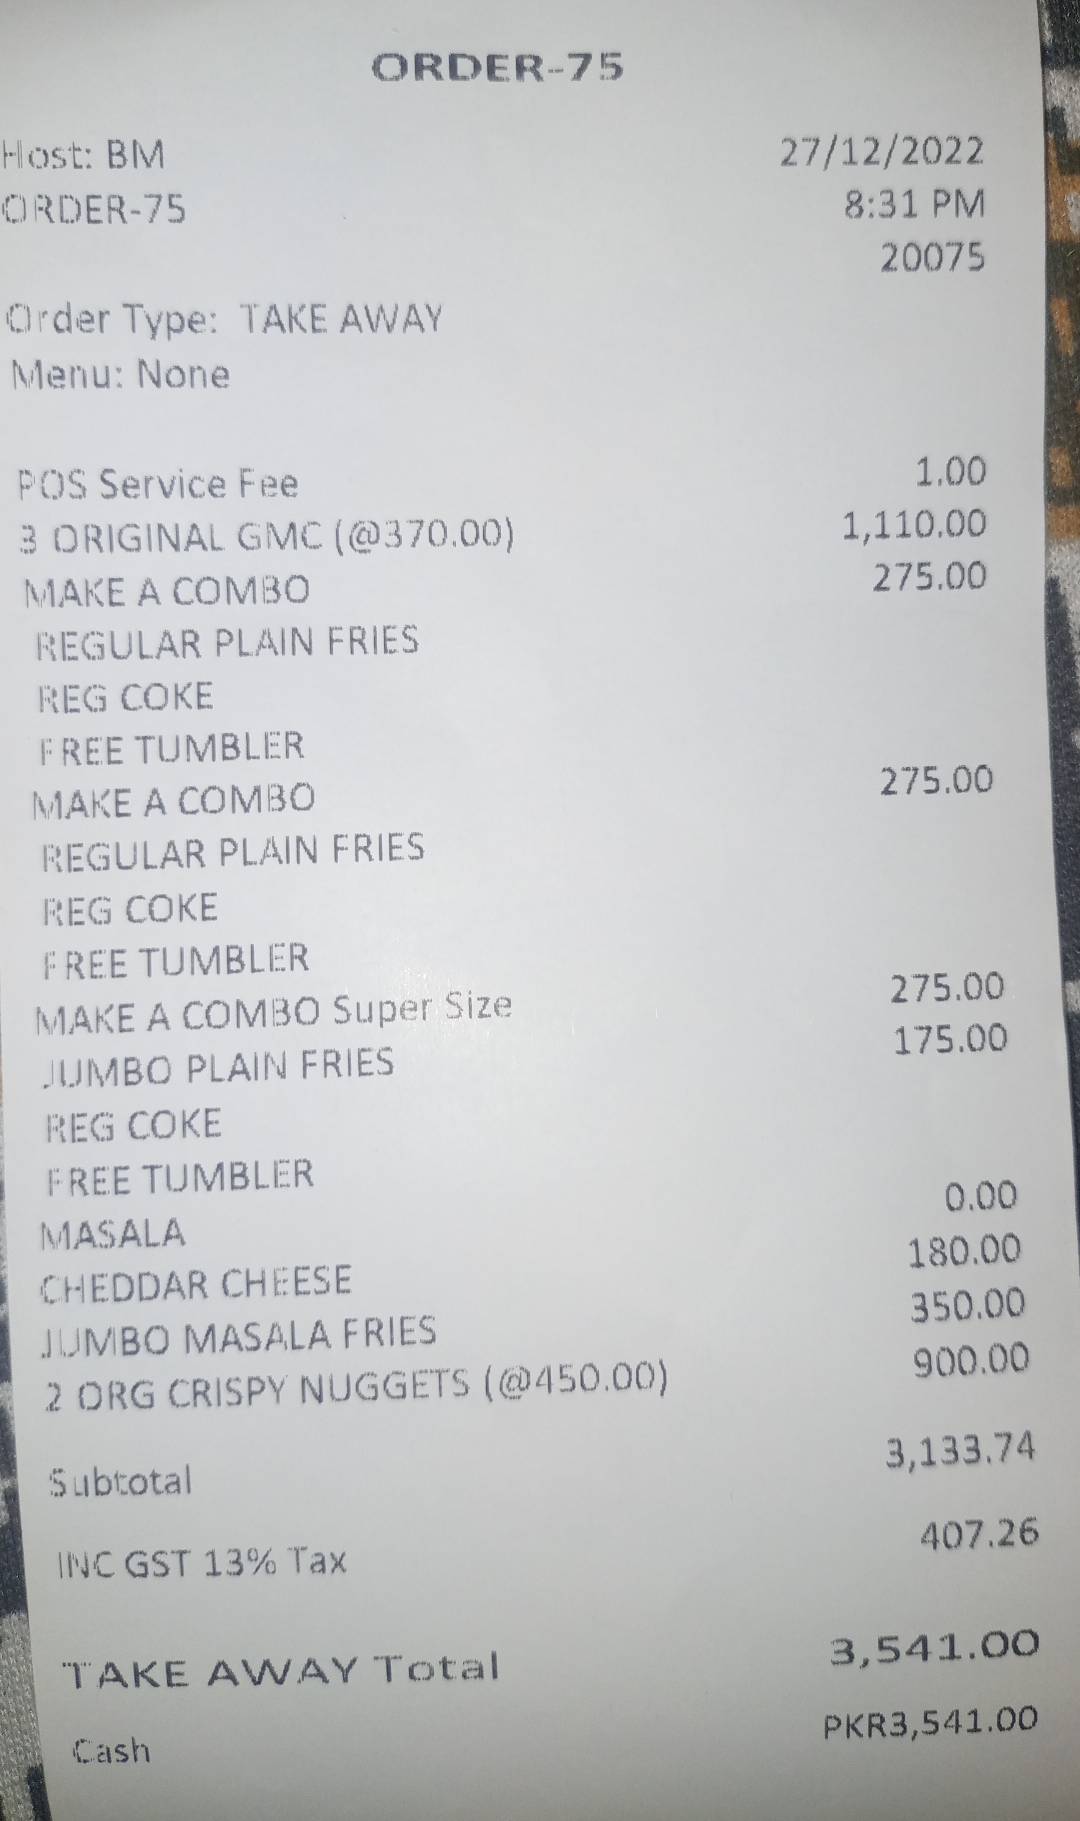 ORDER-75
Host: BM 27/12/2022
ORDER-75 8:31 PM
20075
Order Type: TAKE AWAY
Menu: None
POS Service Fee 1.00
3 ORIGINAL GMC (@370.00) 1,110.00
MAKE A COMBO 275.00
REGULAR PLAIN FRIES
REG COKE
FREE TUMBLER
MAKE A COMBO 275.00
REGULAR PLAIN FRIES
REG COKE
FREE TUMBLER
MAKE A COMBO Super Size 275.00
JUMBO PLAIN FRIES 175.00
REG COKE
FREE TUMBLER
MASALA 0.00
CHEDDAR CHEESE 180.00
JUMBO MASALA FRIES 350.00
2 ORG CRISPY NUGGETS (@450.00) 900.00
Subtotal 3,133.74
INC GST 13% Tax 407.26
TAKE AWAY Total 3,541.00
Cash PKR3,541.00